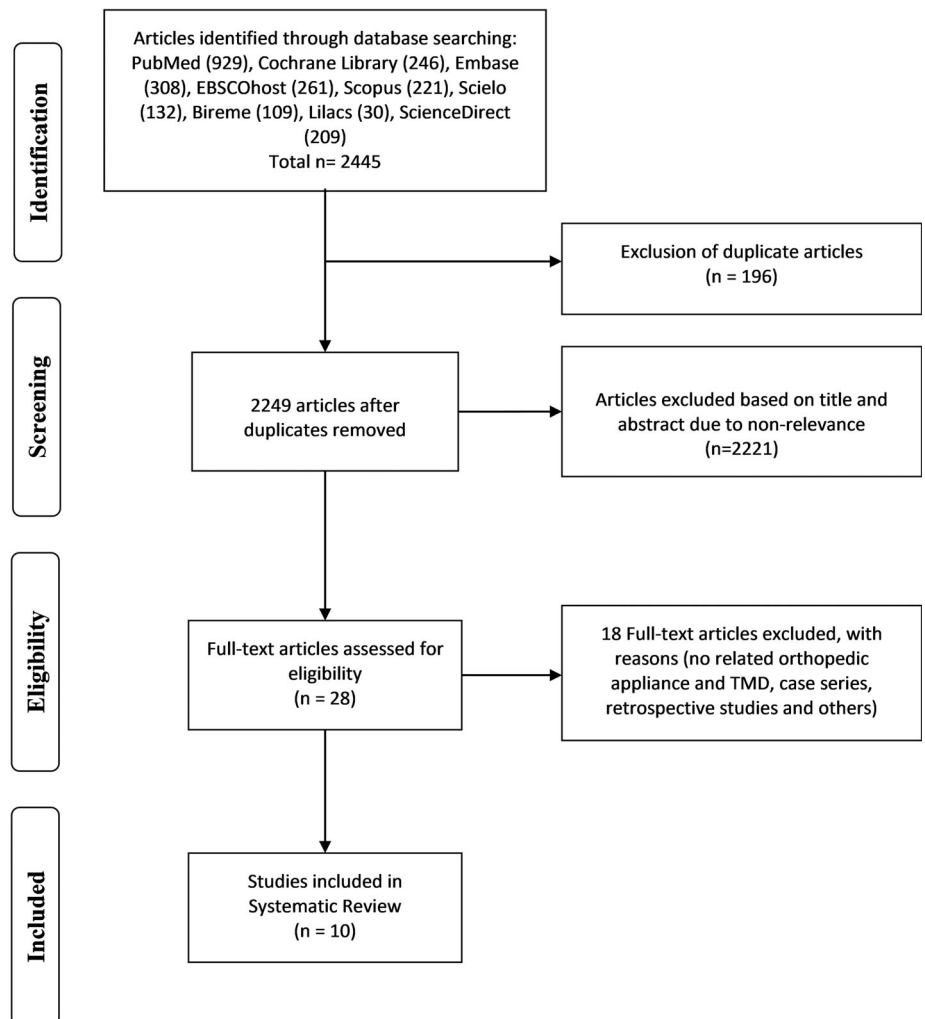 Identification
Articles identified through database searching:
PubMed (929), Cochrane Library (246), Embase
(308), EBSCOhost (261), Scopus (221), Scielo
(132), Bireme (109), Lilacs (30), ScienceDirect
(209)
Total n= 2445
Exclusion of duplicate articles
(n = 196)
Screening
2249 articles after
duplicates removed
Articles excluded based on title and
abstract due to non-relevance
(n=2221)
Eligibility
Full-text articles assessed for
eligibility
(n = 28)
18 Full-text articles excluded, with
reasons (no related orthopedic
appliance and TMD, case series,
retrospective studies and others)
Included
Studies included in
Systematic Review
(n = 10)